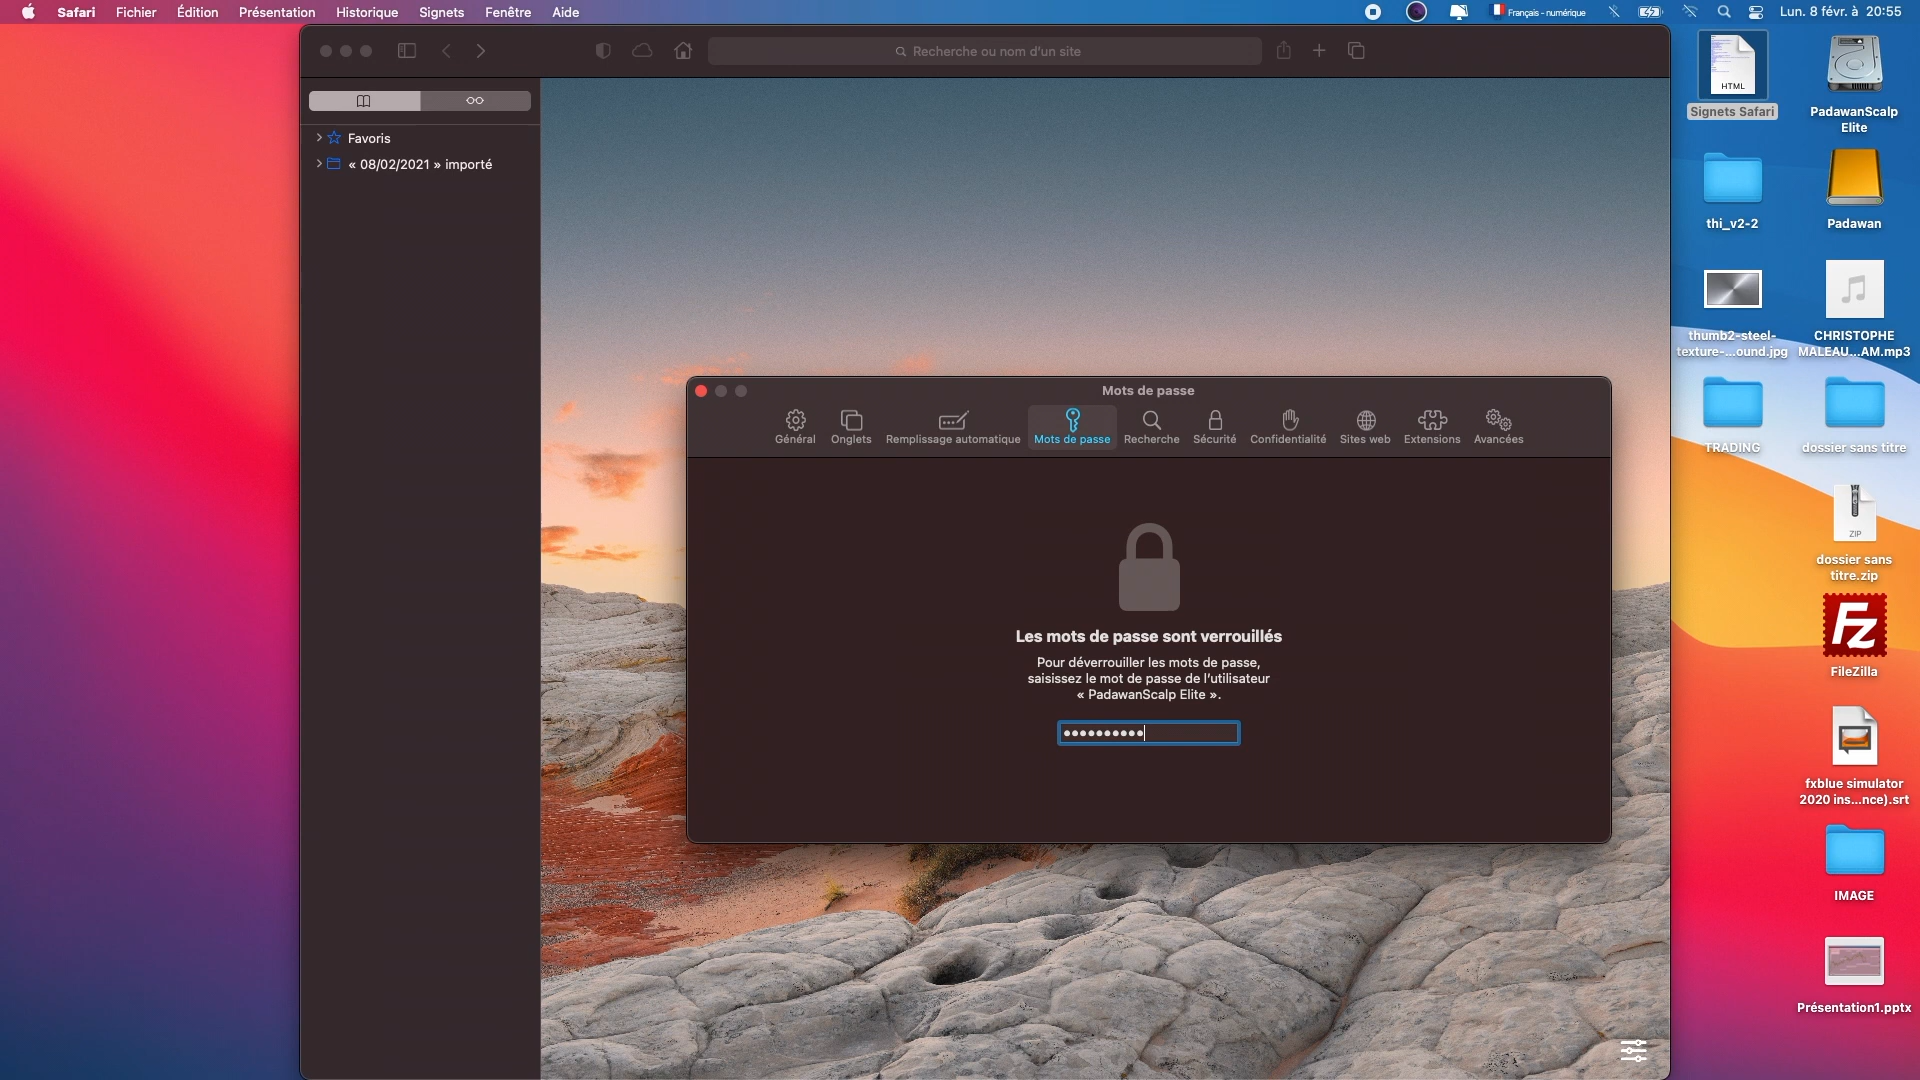 Safari Fichier Édition Présentation Historique Signets Fenêtre Aide
Français - numérique
Lun. 8 févr. à 20:55
Recherche ou nom d'un site
Favoris
« 08/02/2021 » importé
Mots de passe
Général Onglets Remplissage automatique Mots de passe Recherche Sécurité Confidentialité Sites web Extensions Avancées
Les mots de passe sont verrouillés
Pour déverrouiller les mots de passe,
saisissez le mot de passe de l'utilisateur
« PadawanScalp Elite ».
HTML
Signets Safari
PadawanScalp
Elite
thi_v2-2
Padawan
thumb2-steel-
texture-...ound.jpg
CHRISTOPHE
MALEAU...AM.mp3
TRADING
dossier sans titre
ZIP
dossier sans
titre.zip
Fz
FileZilla
fxblue simulator
2020 ins...nce).srt
IMAGE
Présentation1.pptx